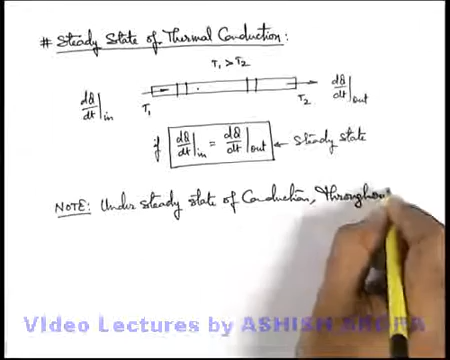 # Steady State of Thermal Conduction:
T₁ > T₂
dQ/dt|in T₁ T₂ dQ/dt|out
if dQ/dt|in = dQ/dt|out ← Steady state
NOTE: Under steady state of Conduction, Throughou
VIdeo Lectures by ASHISH